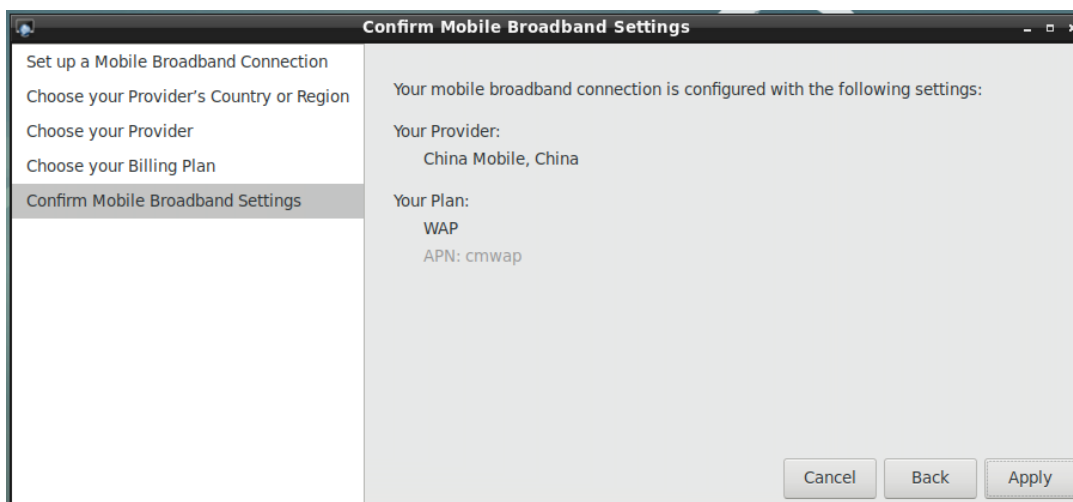 Confirm Mobile Broadband Settings
Set up a Mobile Broadband Connection
Choose your Provider's Country or Region
Choose your Provider
Choose your Billing Plan
Confirm Mobile Broadband Settings
Your mobile broadband connection is configured with the following settings:
Your Provider:
China Mobile, China
Your Plan:
WAP
APN: cmwap
Cancel
Back
Apply